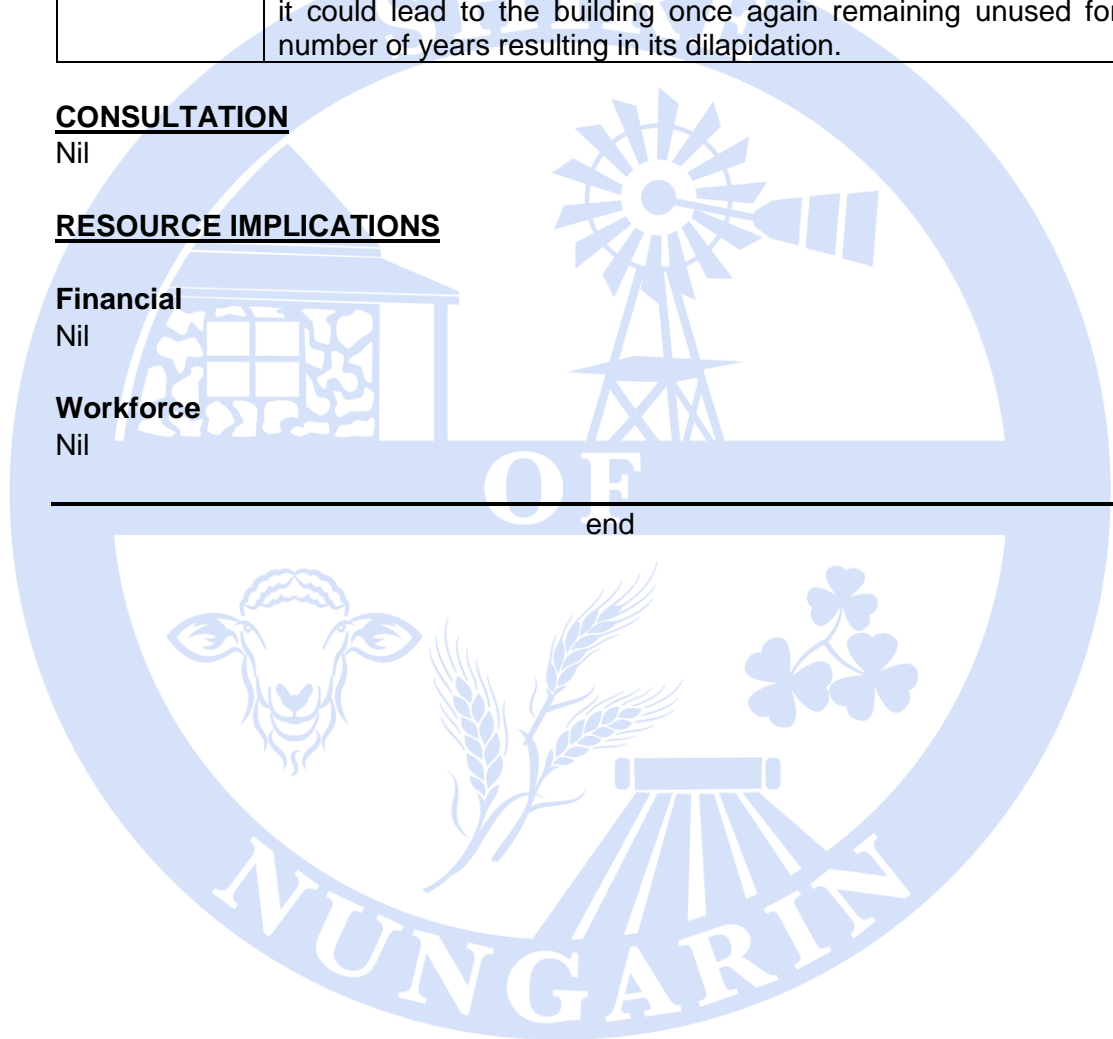 it could lead to the building once again remaining unused for
number of years resulting in its dilapidation.
CONSULTATION
Nil
RESOURCE IMPLICATIONS
Financial
Nil
Workforce
Nil
end
SHIRE
OF
NUNGARIN